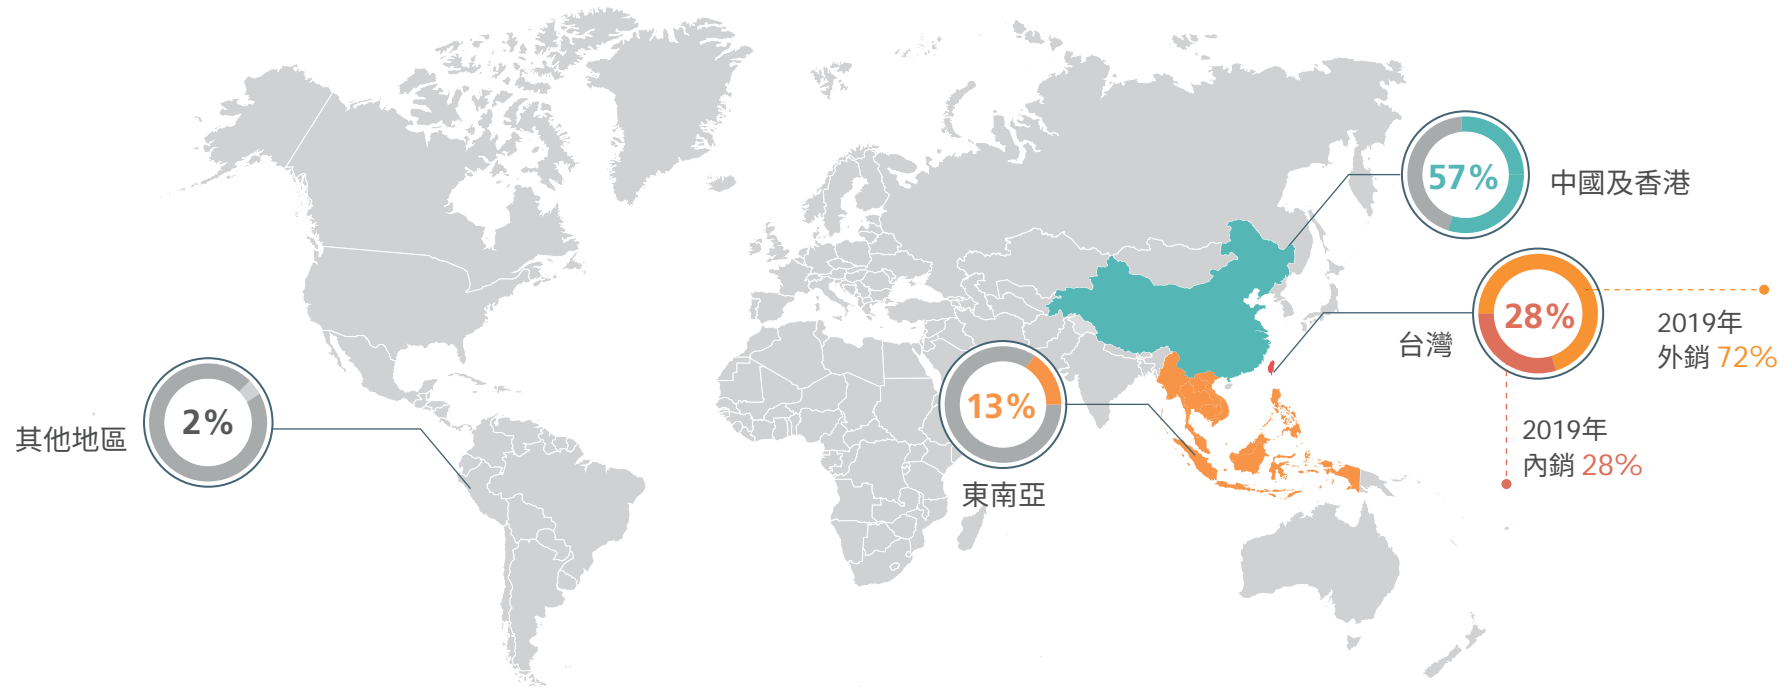 57%
中國及香港
28%
台灣
2019年
外銷 72%
2019年
內銷 28%
13%
東南亞
2%
其他地區